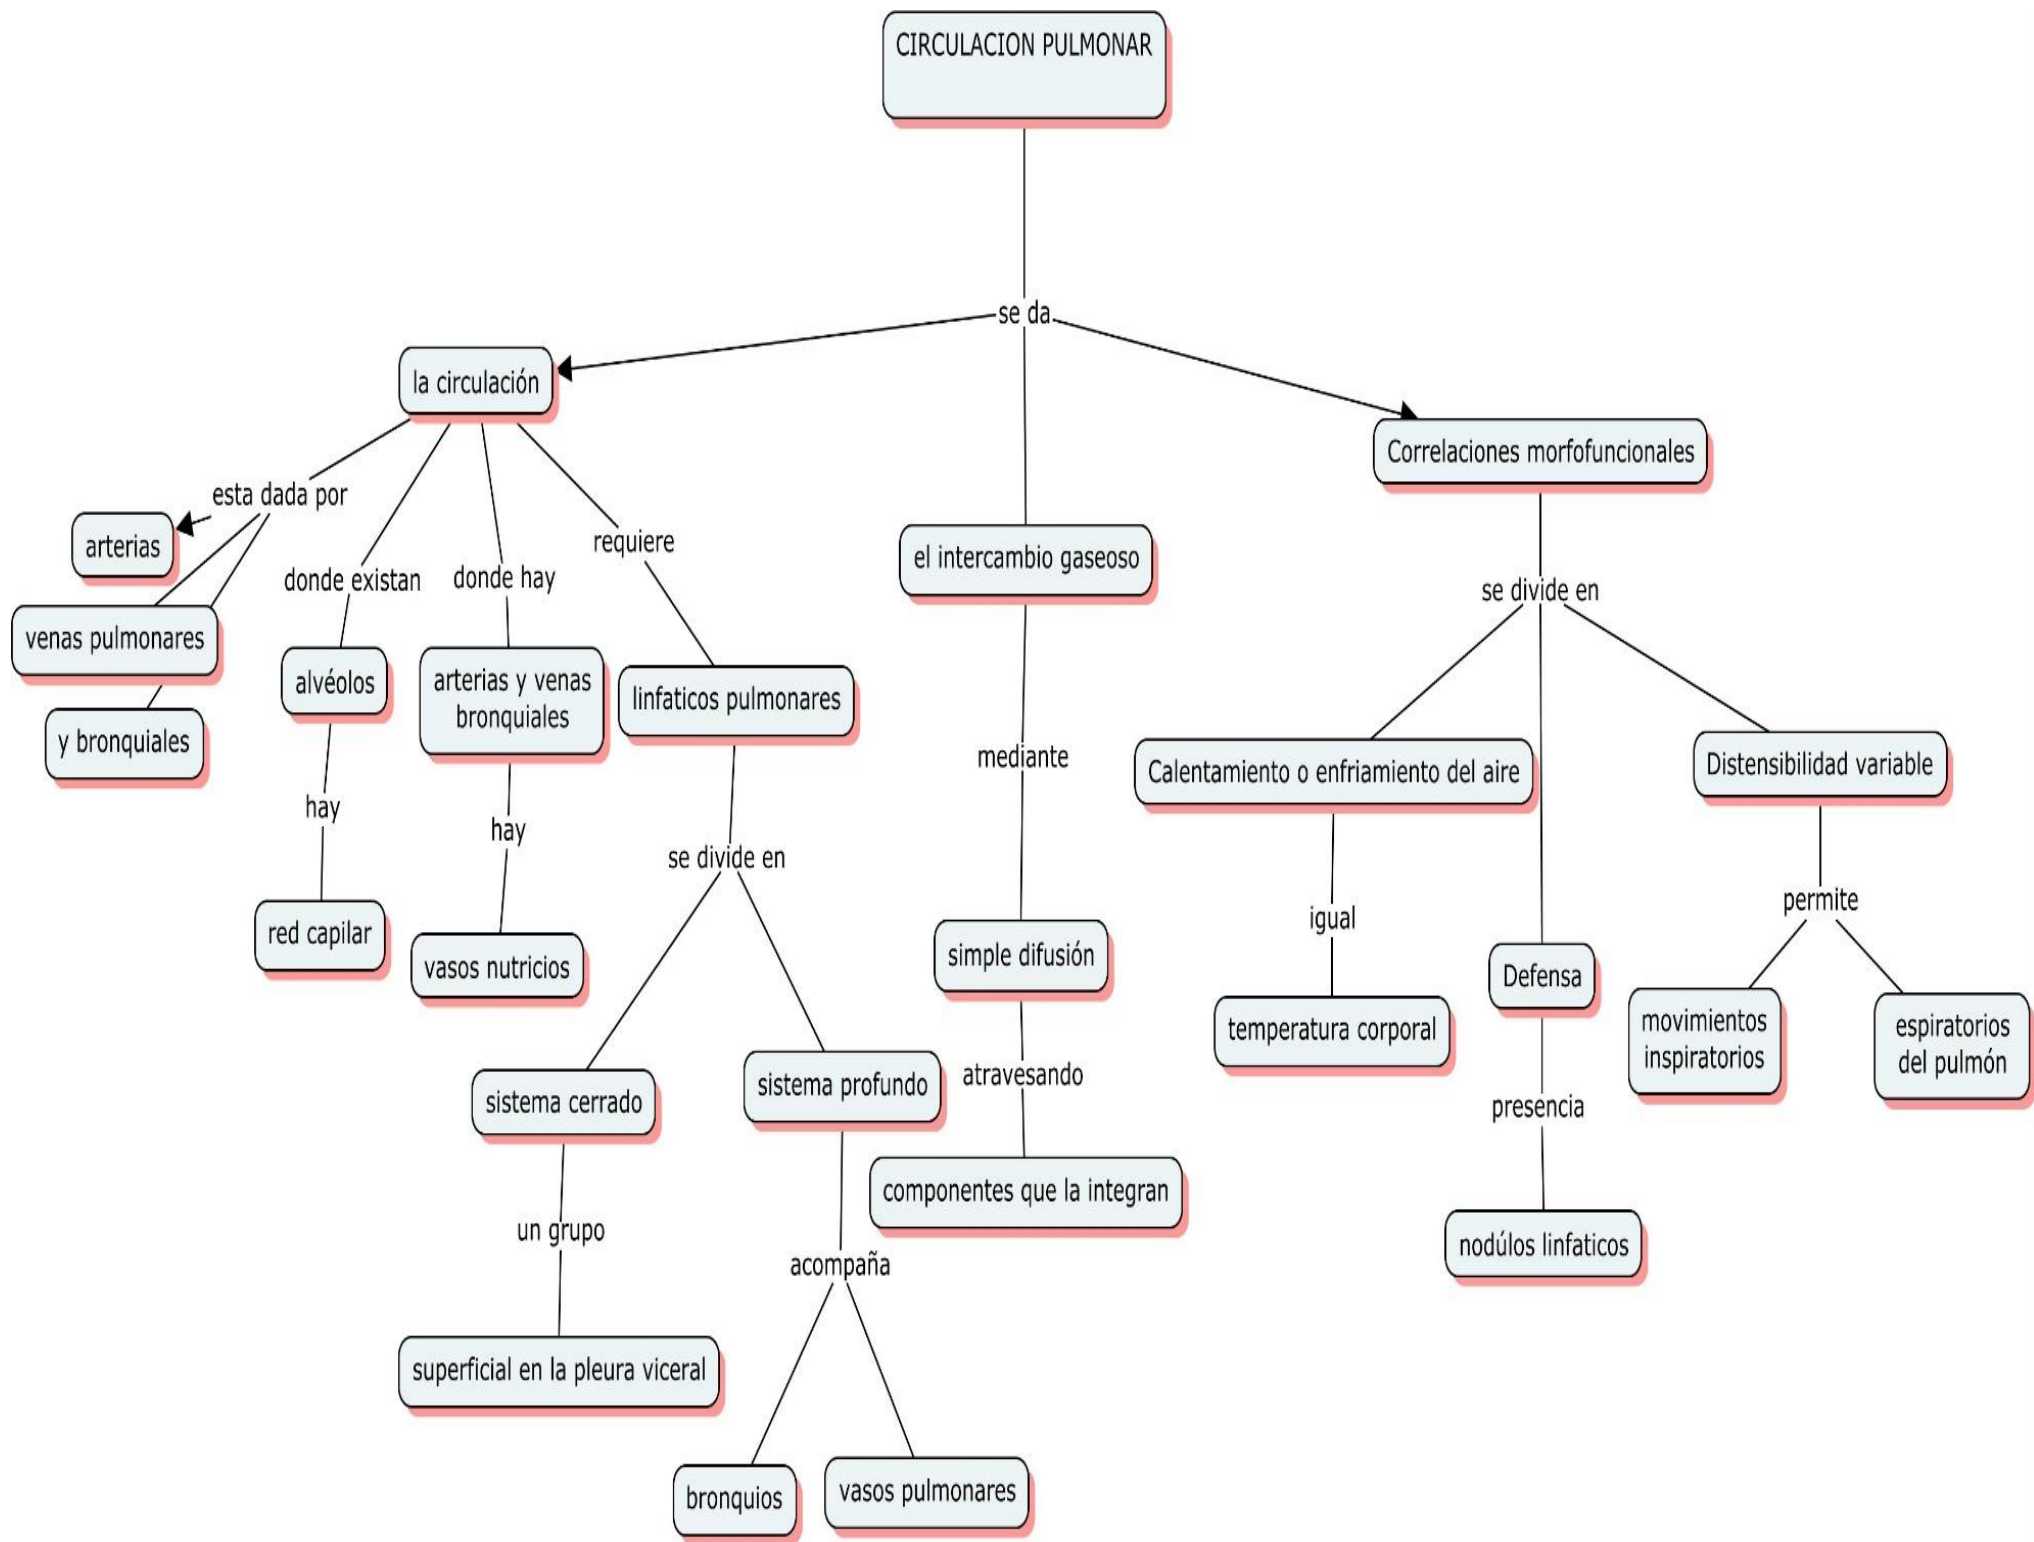 CIRCULACION PULMONAR
se da
la circulación
esta dada por
arterias
venas pulmonares
y bronquiales
donde existan
alvéolos
hay
red capilar
donde hay
arterias y venas
bronquiales
hay
vasos nutricios
requiere
linfaticos pulmonares
se divide en
sistema cerrado
un grupo
superficial en la pleura viceral
sistema profundo
acompaña
bronquios
vasos pulmonares
el intercambio gaseoso
mediante
simple difusión
atravesando
componentes que la integran
Correlaciones morfofuncionales
se divide en
Calentamiento o enfriamiento del aire
igual
temperatura corporal
Defensa
presencia
nodúlos linfaticos
Distensibilidad variable
permite
movimientos
inspiratorios
espiratorios
del pulmón